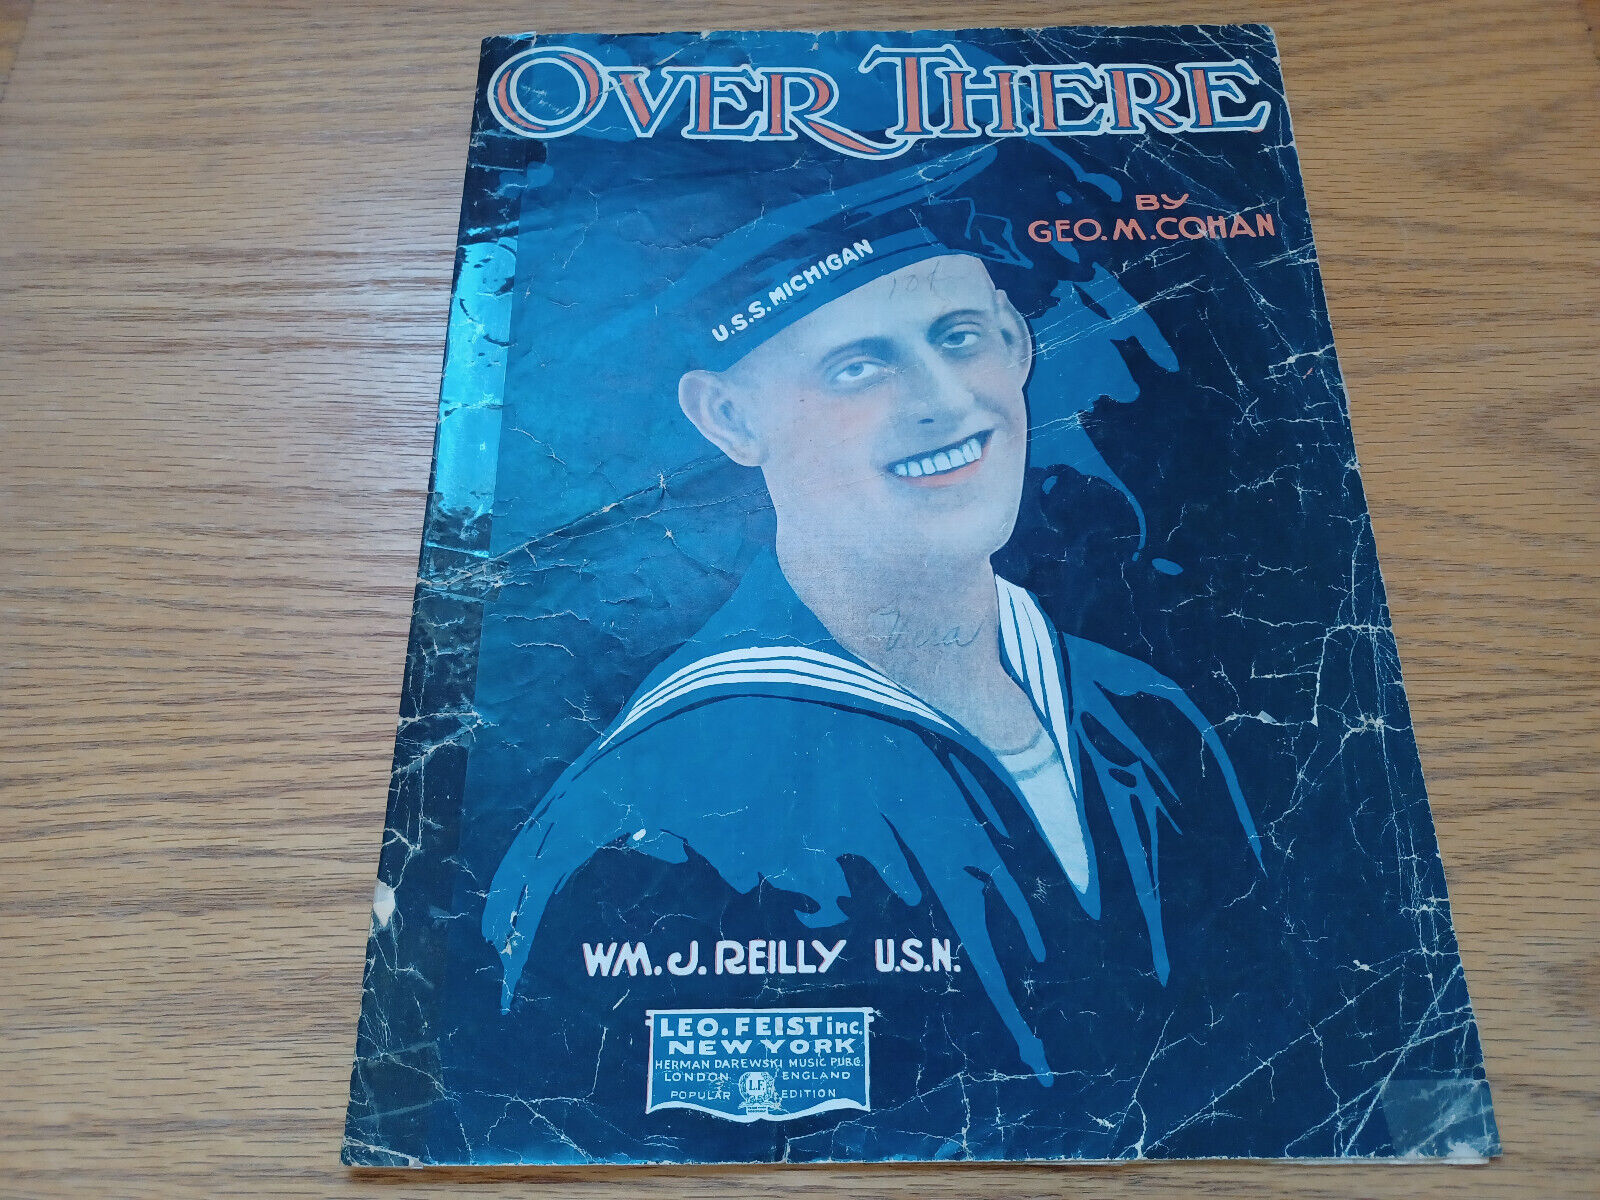 OVER THERE
BY
GEO. M. COHAN
U.S.S. MICHIGAN
Vera
WM. J. REILLY U.S.N.
LEO. FEIST inc.
NEW YORK
HERMAN DAREWSKI MUSIC PUB. Co.
LONDON, ENGLAND
L.F.
POPULAR EDITION